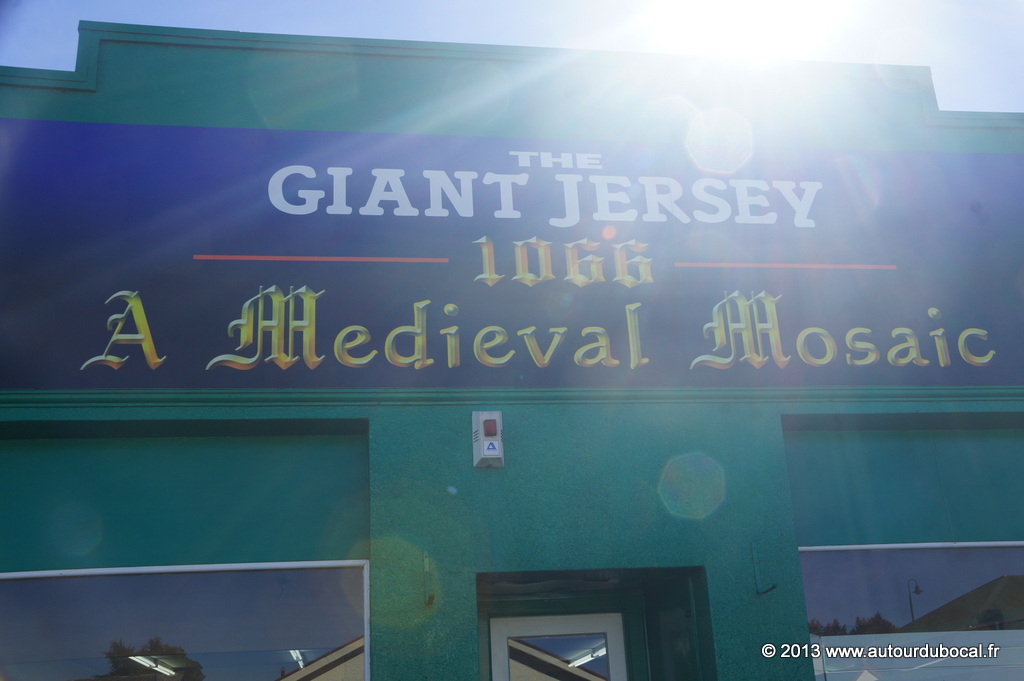 THE
GIANT JERSEY
1066
A Medieval Mosaic
© 2013 www.autourdubocal.fr